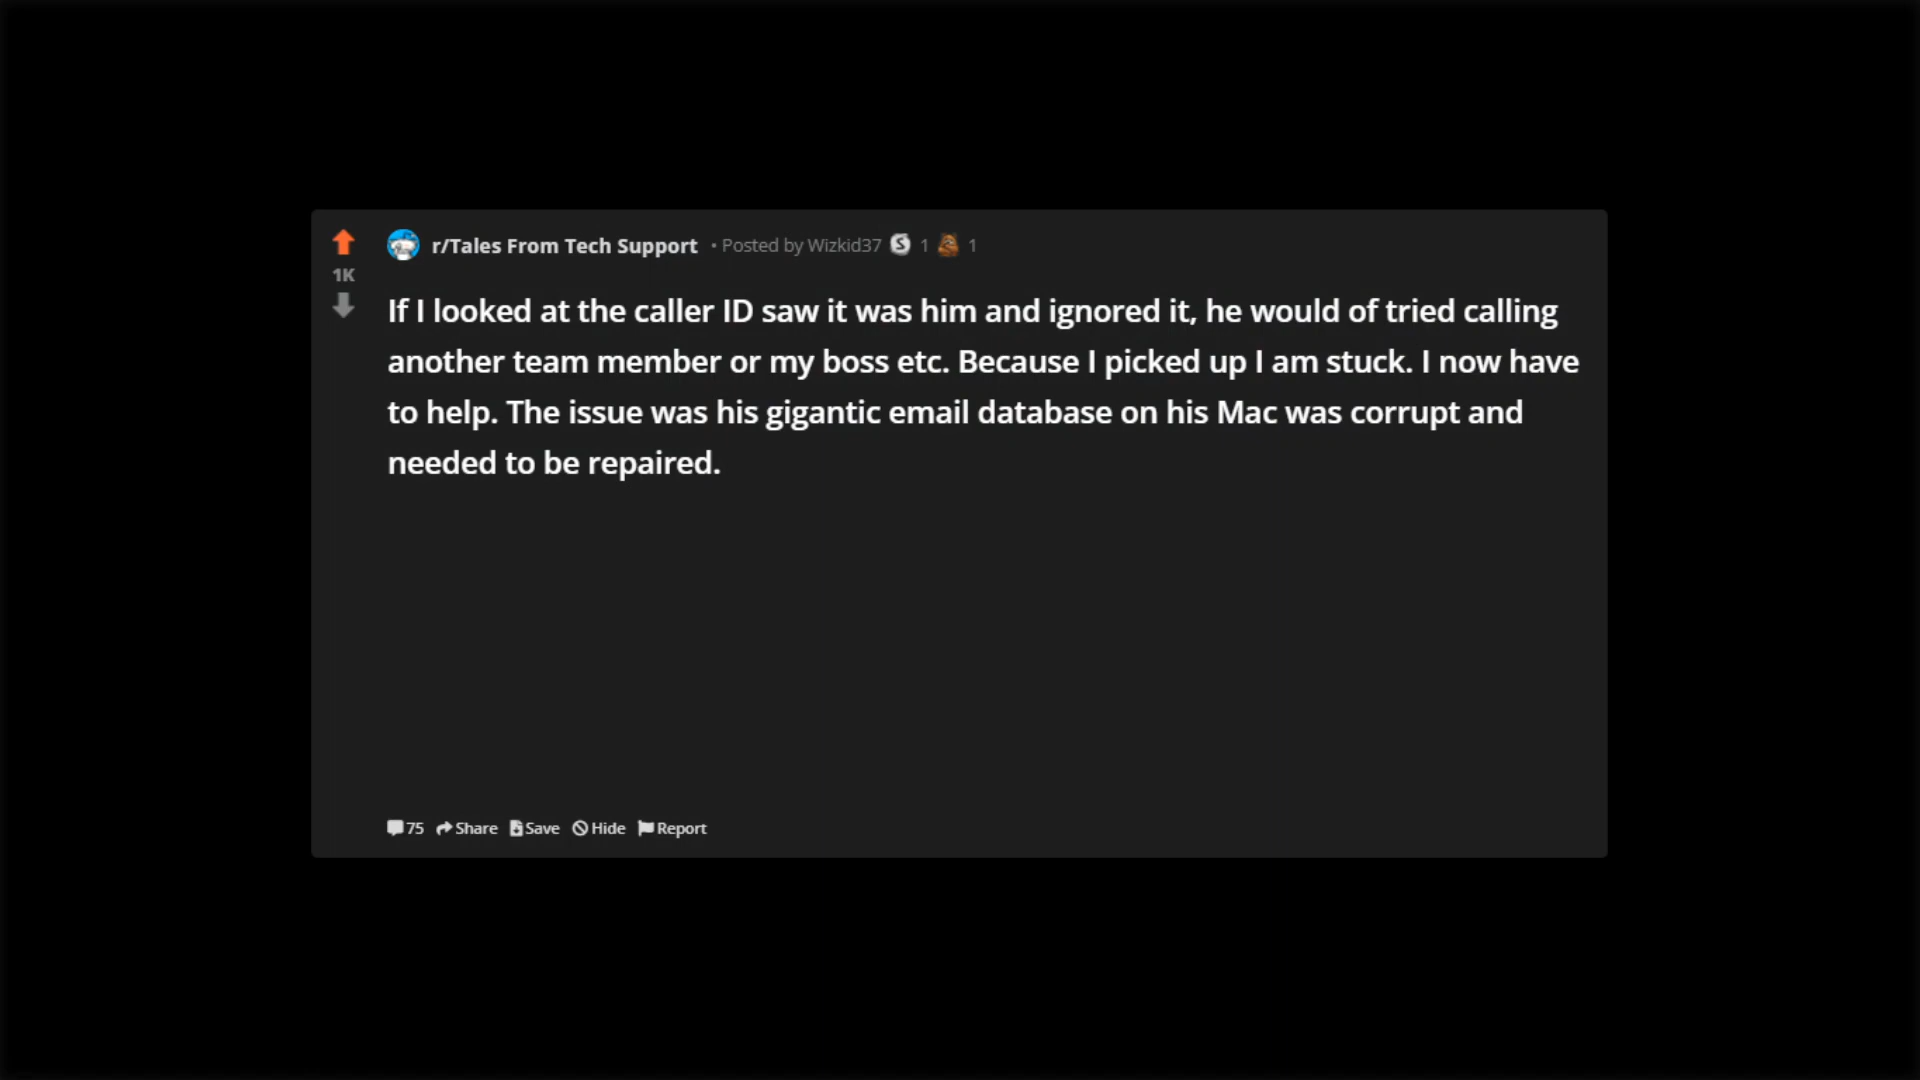 r/Tales From Tech Support • Posted by Wizkid37 S 1 1
1K
If I looked at the caller ID saw it was him and ignored it, he would of tried calling
another team member or my boss etc. Because I picked up I am stuck. I now have
to help. The issue was his gigantic email database on his Mac was corrupt and
needed to be repaired.
75 Share Save Hide Report